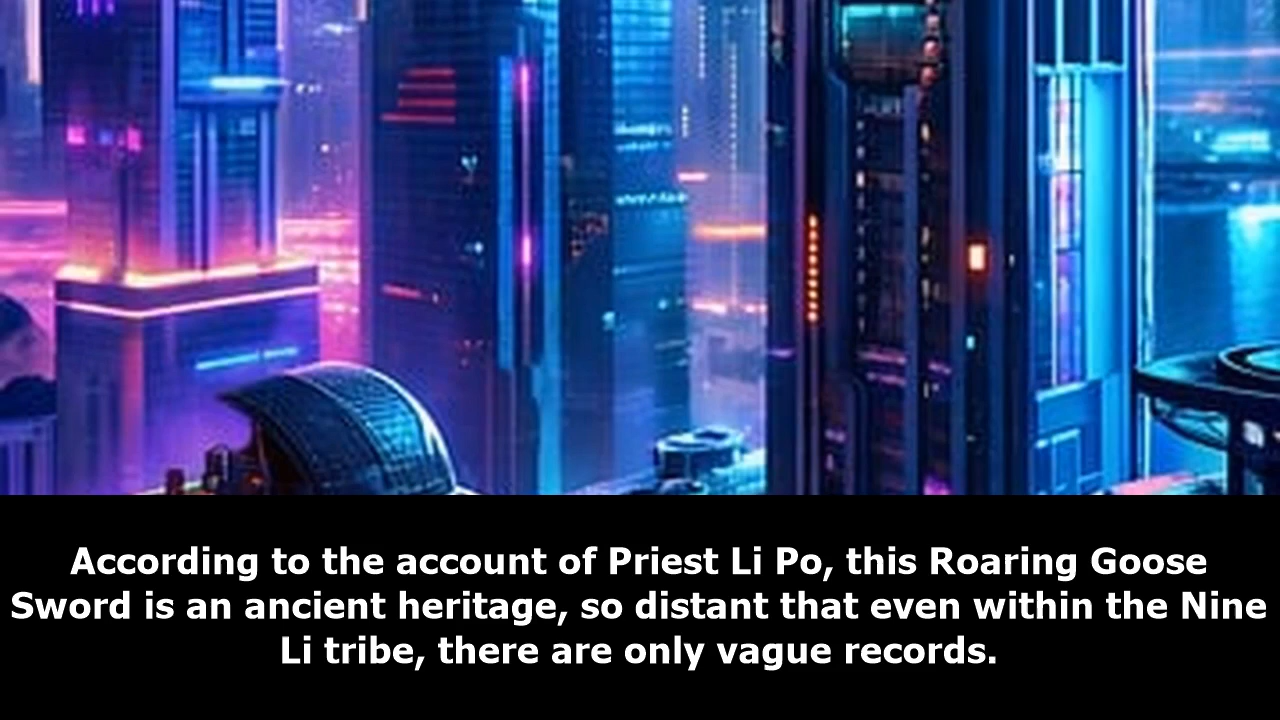 According to the account of Priest Li Po, this Roaring Goose
Sword is an ancient heritage, so distant that even within the Nine
Li tribe, there are only vague records.